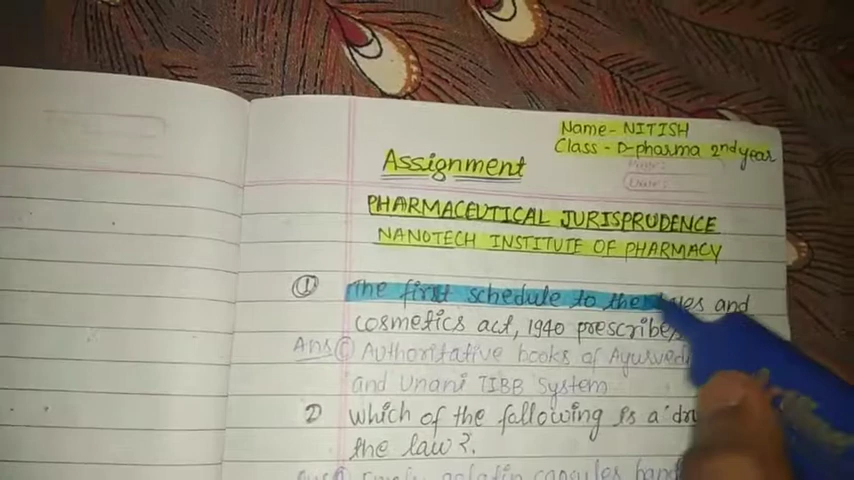 Name- NITISH
Class - D-pharma 2nd year
Assignment
PHARMACEUTICAL JURISPRUDENCE
NANOTECH INSTITUTE OF PHARMACY
① The first schedule to the and
cosmetics act, 1940 prescribes
Ans © Authoritative books of
and Unani TIBB System
2) which of the following is a
the law?